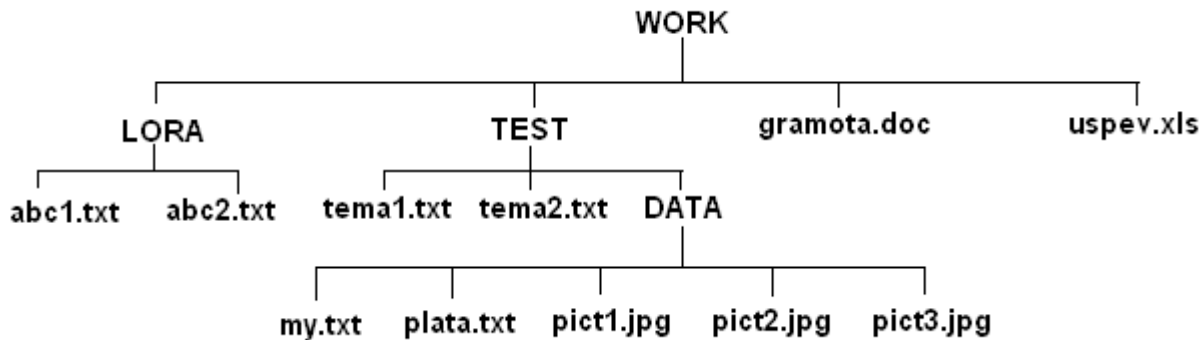 WORK
LORA TEST gramota.doc uspev.xls
abc1.txt abc2.txt tema1.txt tema2.txt DATA
my.txt plata.txt pict1.jpg pict2.jpg pict3.jpg